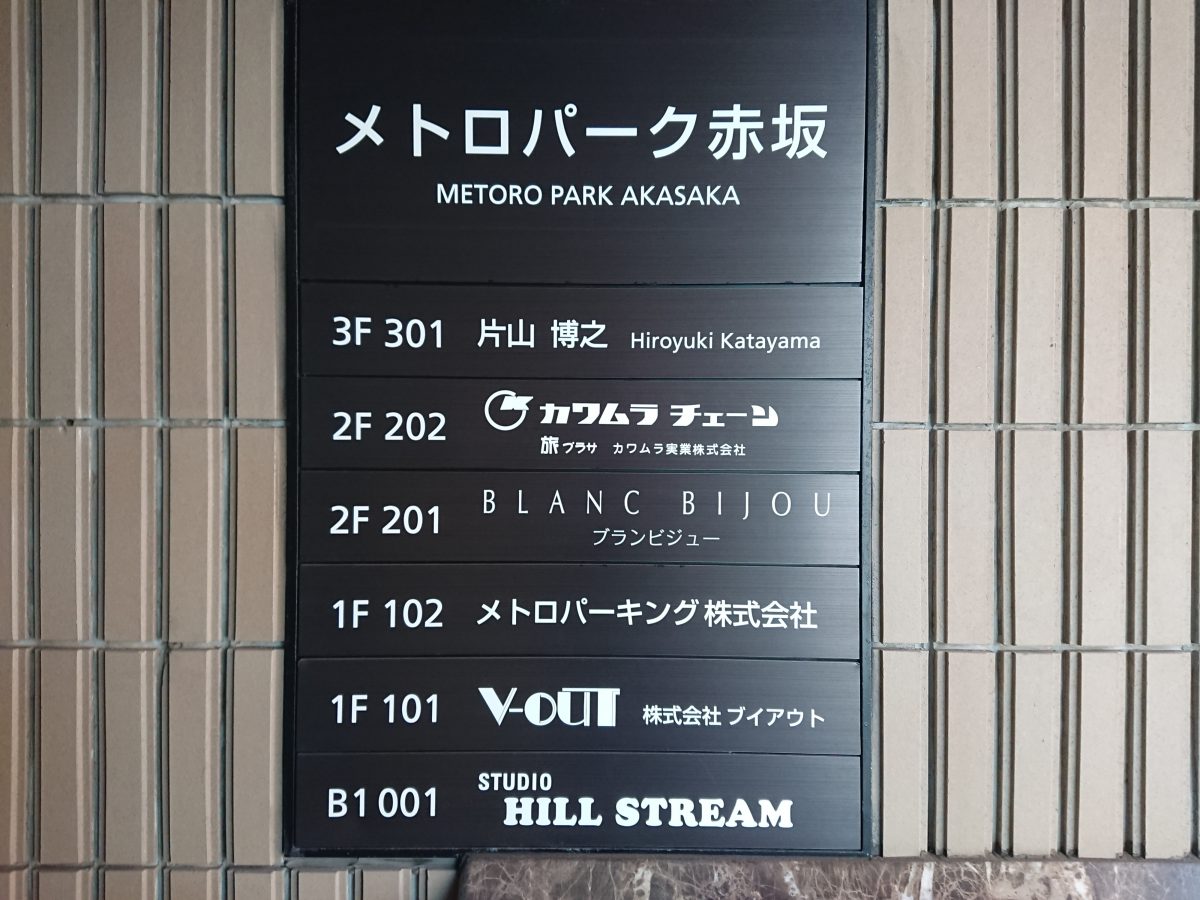 メトロパーク赤坂
METORO PARK AKASAKA
3F 301 片山 博之 Hiroyuki Katayama
2F 202 カワムラ チェーン
旅プラザ カワムラ実業株式会社
2F 201 BLANC BIJOU
ブランビジュー
1F 102 メトロパーキング 株式会社
1F 101 V-OUT 株式会社 ブイアウト
B1 001 STUDIO
HILL STREAM